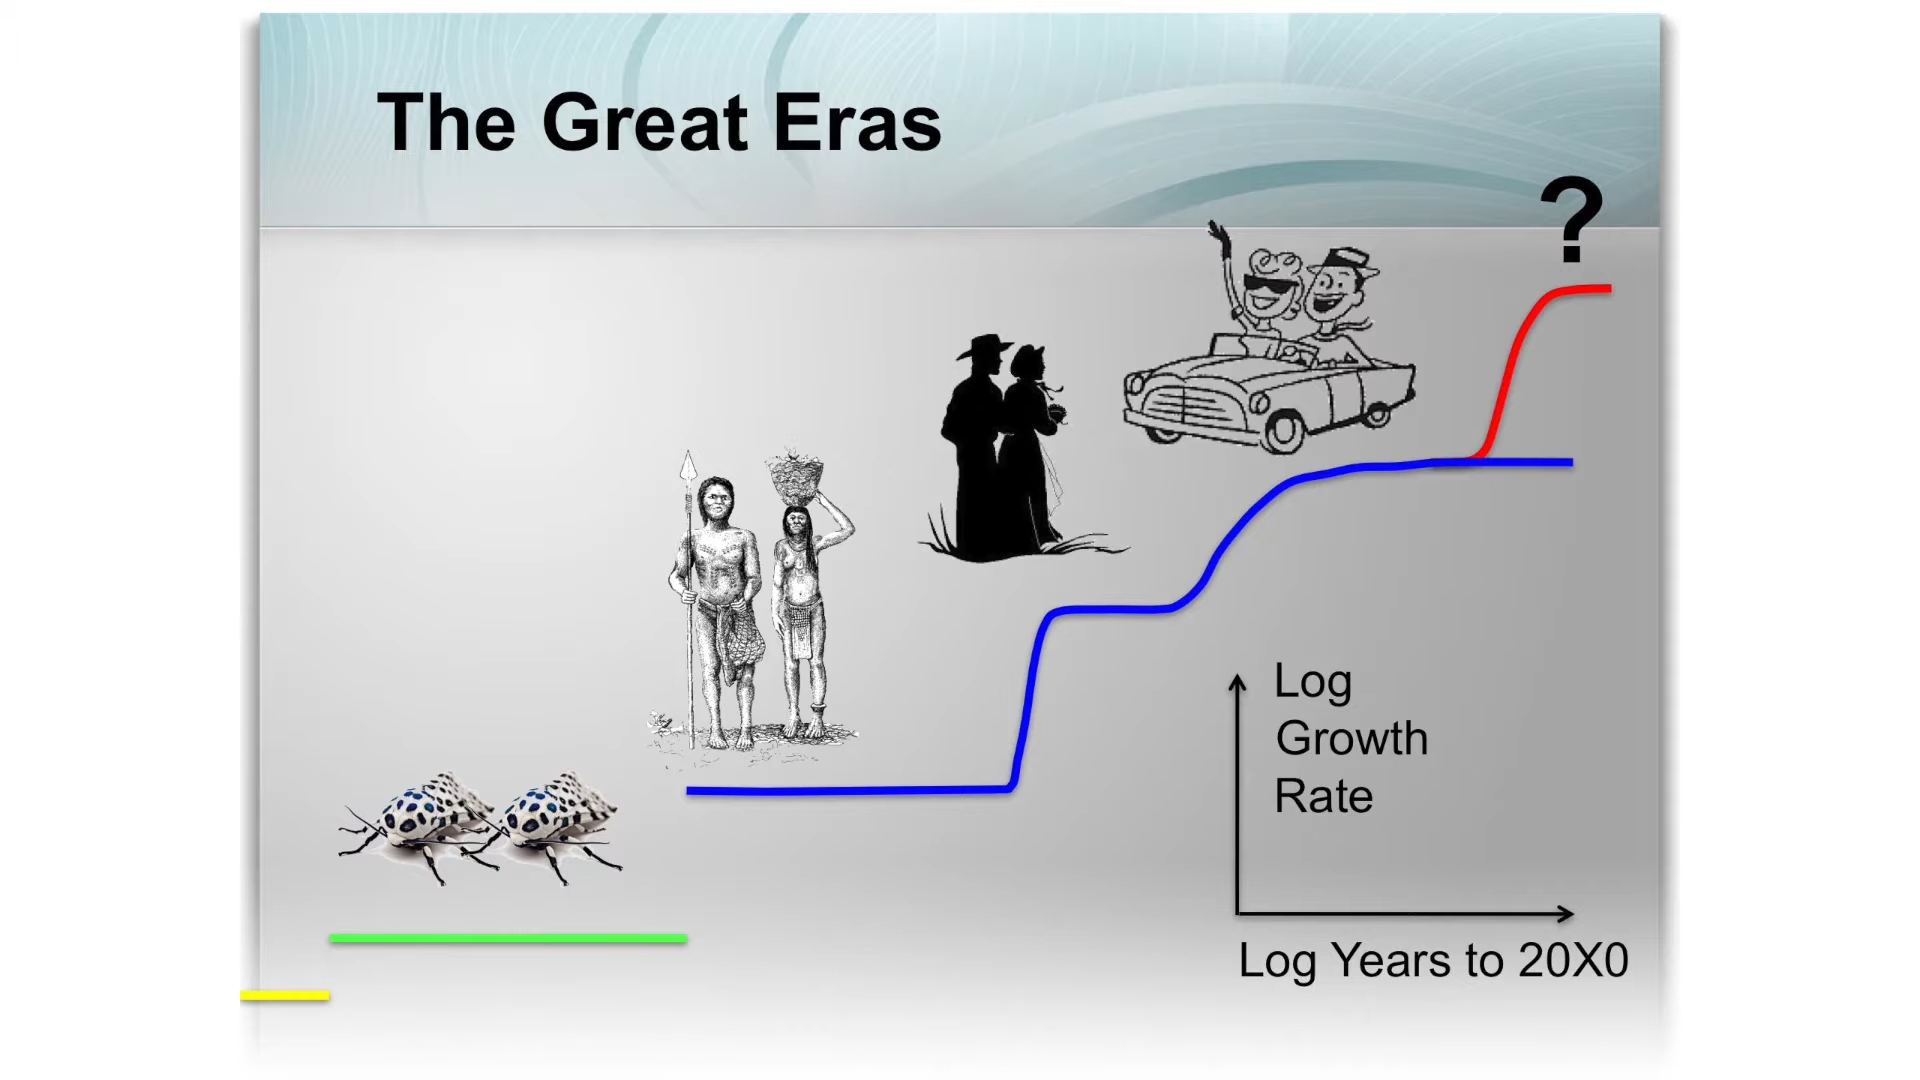 The Great Eras
?
Log
Growth
Rate
Log Years to 20X0